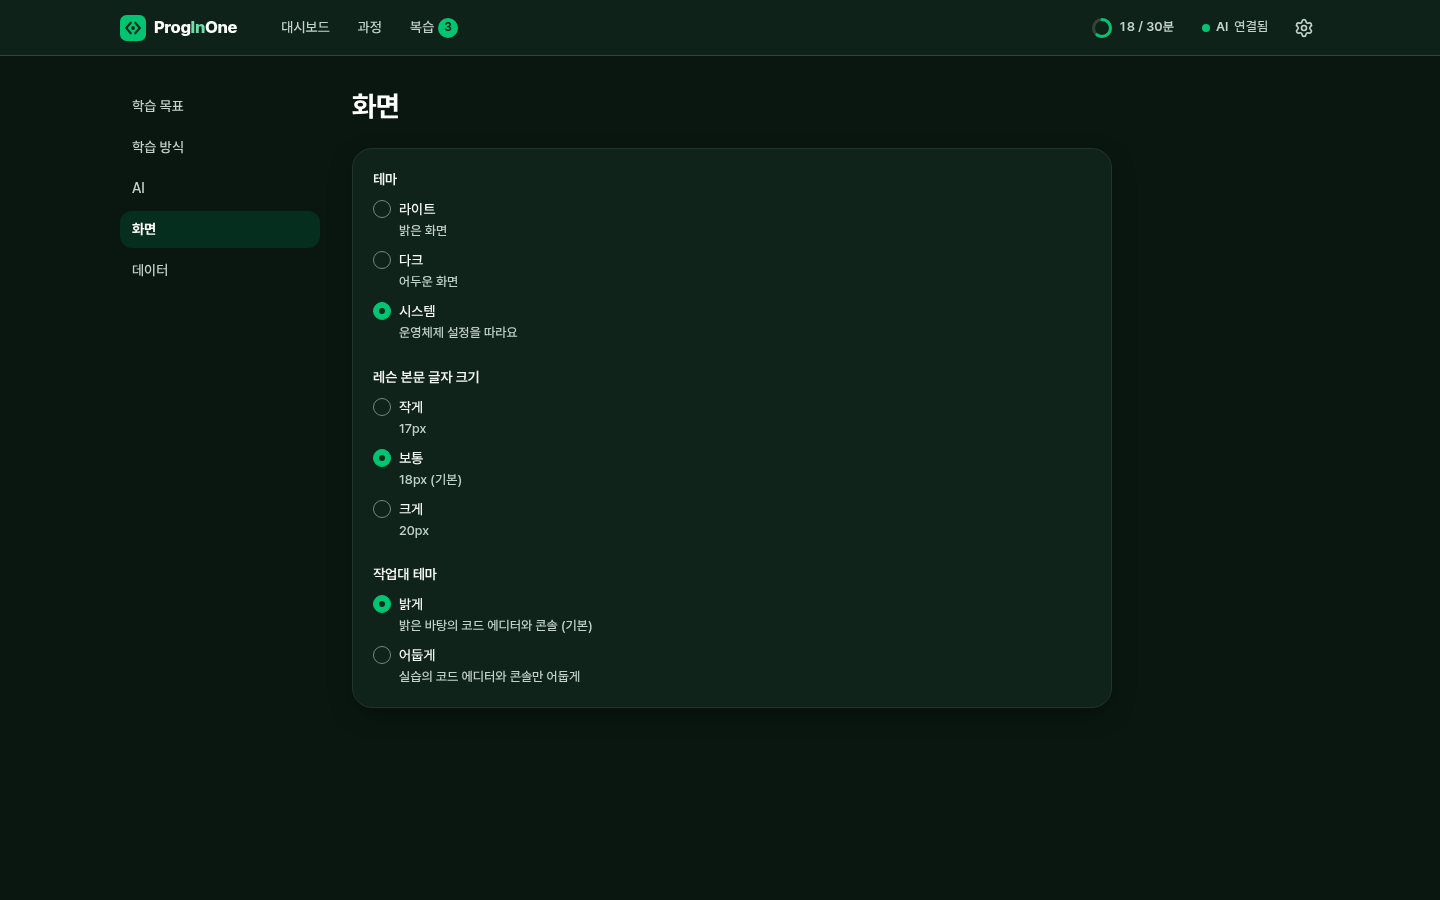 ProgInOne 대시보드 과정 복습 3 18 / 30분 AI 연결됨
학습 목표
학습 방식
AI
화면
데이터
화면
테마
라이트
밝은 화면
다크
어두운 화면
시스템
운영체제 설정을 따라요
레슨 본문 글자 크기
작게
17px
보통
18px (기본)
크게
20px
작업대 테마
밝게
밝은 바탕의 코드 에디터와 콘솔 (기본)
어둡게
실습의 코드 에디터와 콘솔만 어둡게